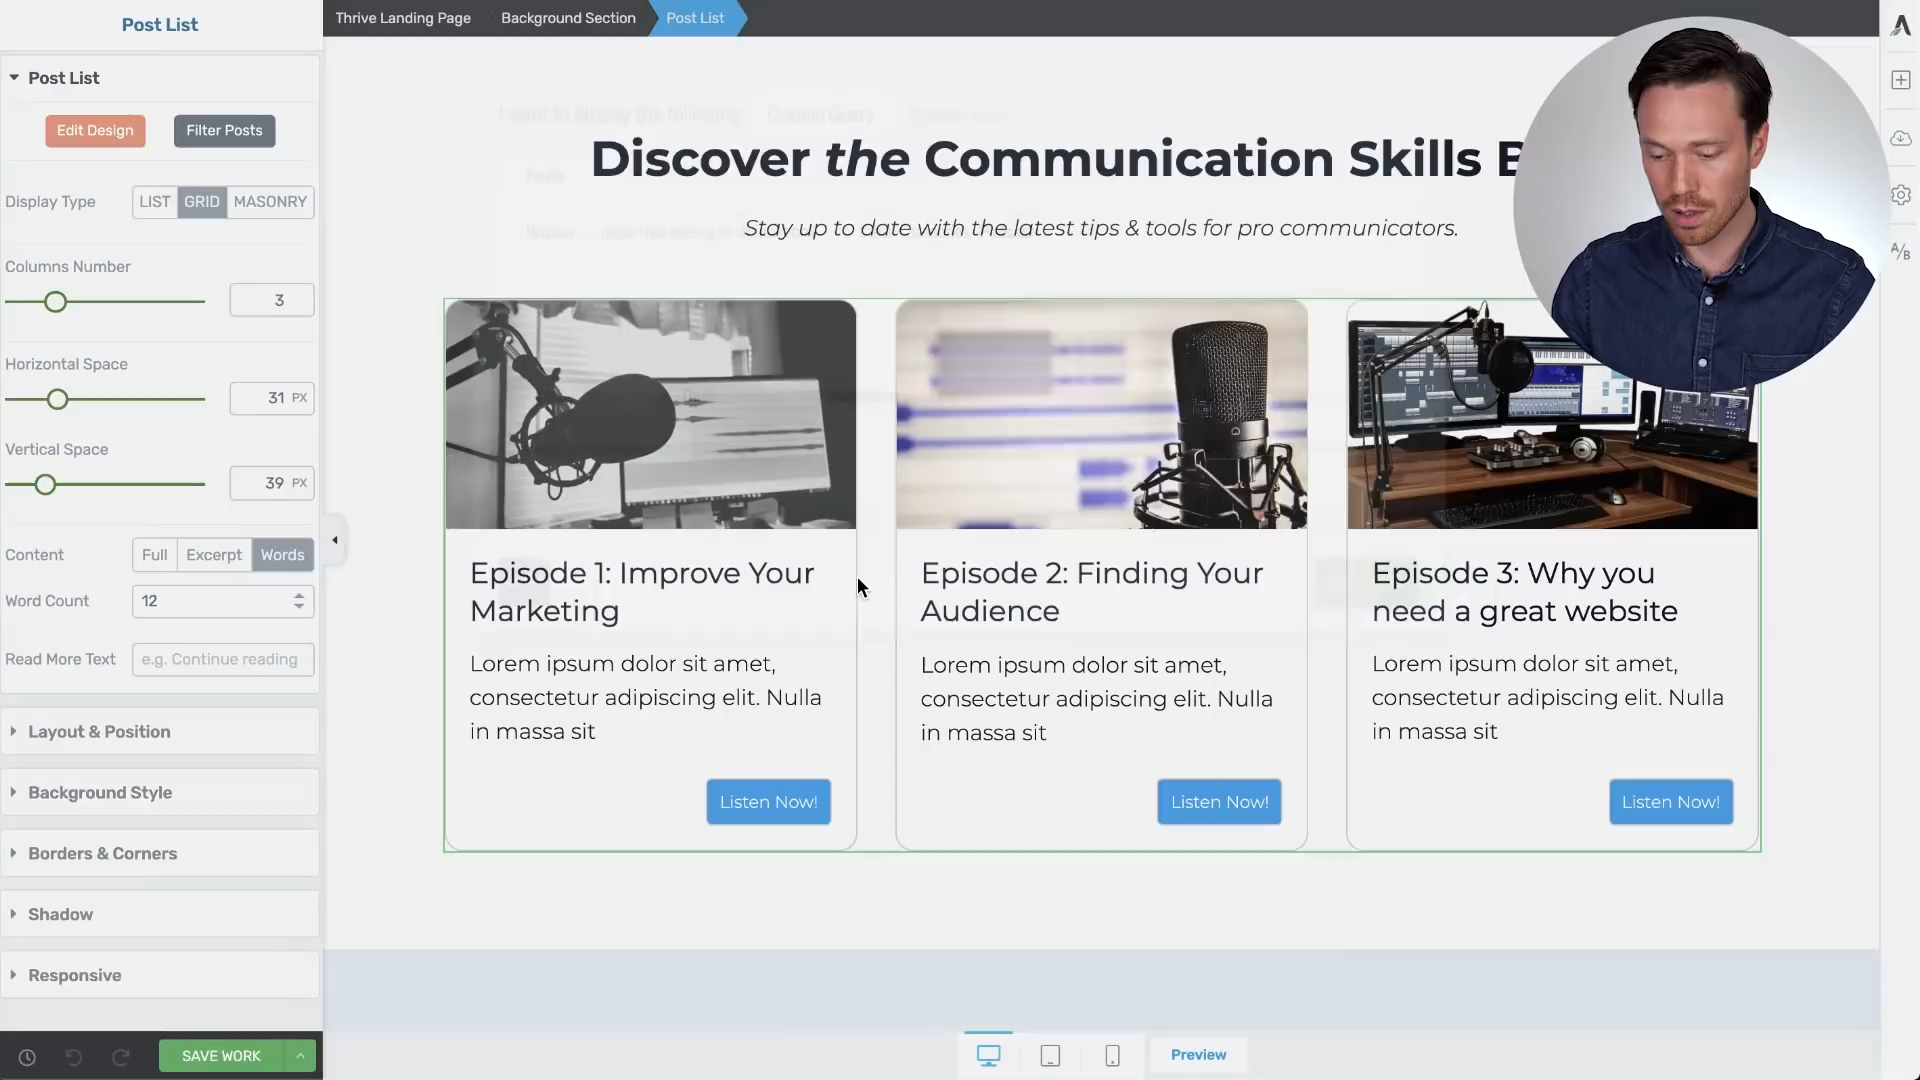 Post List
Thrive Landing Page
Background Section
Post List
Post List
Edit Design
Filter Posts
Display Type
LIST
GRID
MASONRY
Columns Number
3
Horizontal Space
31 PX
Vertical Space
39 PX
Content
Full
Excerpt
Words
Word Count
12
Read More Text
e.g. Continue reading
Layout & Position
Background Style
Borders & Corners
Shadow
Responsive
SAVE WORK
Discover the Communication Skills
Stay up to date with the latest tips & tools for pro communicators.
Episode 1: Improve Your
Marketing
Lorem ipsum dolor sit amet,
consectetur adipiscing elit. Nulla
in massa sit
Listen Now!
Episode 2: Finding Your
Audience
Lorem ipsum dolor sit amet,
consectetur adipiscing elit. Nulla
in massa sit
Listen Now!
Episode 3: Why you
need a great website
Lorem ipsum dolor sit amet,
consectetur adipiscing elit. Nulla
in massa sit
Listen Now!
Preview
A/B